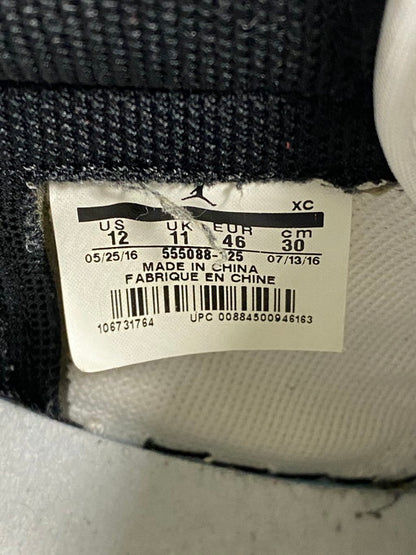 XC
US UK EUR cm
12 11 46 30
05/25/16 555088- 25 07/13/16
MADE IN CHINA
FABRIQUE EN CHINE
106731764 UPC 00884500946163